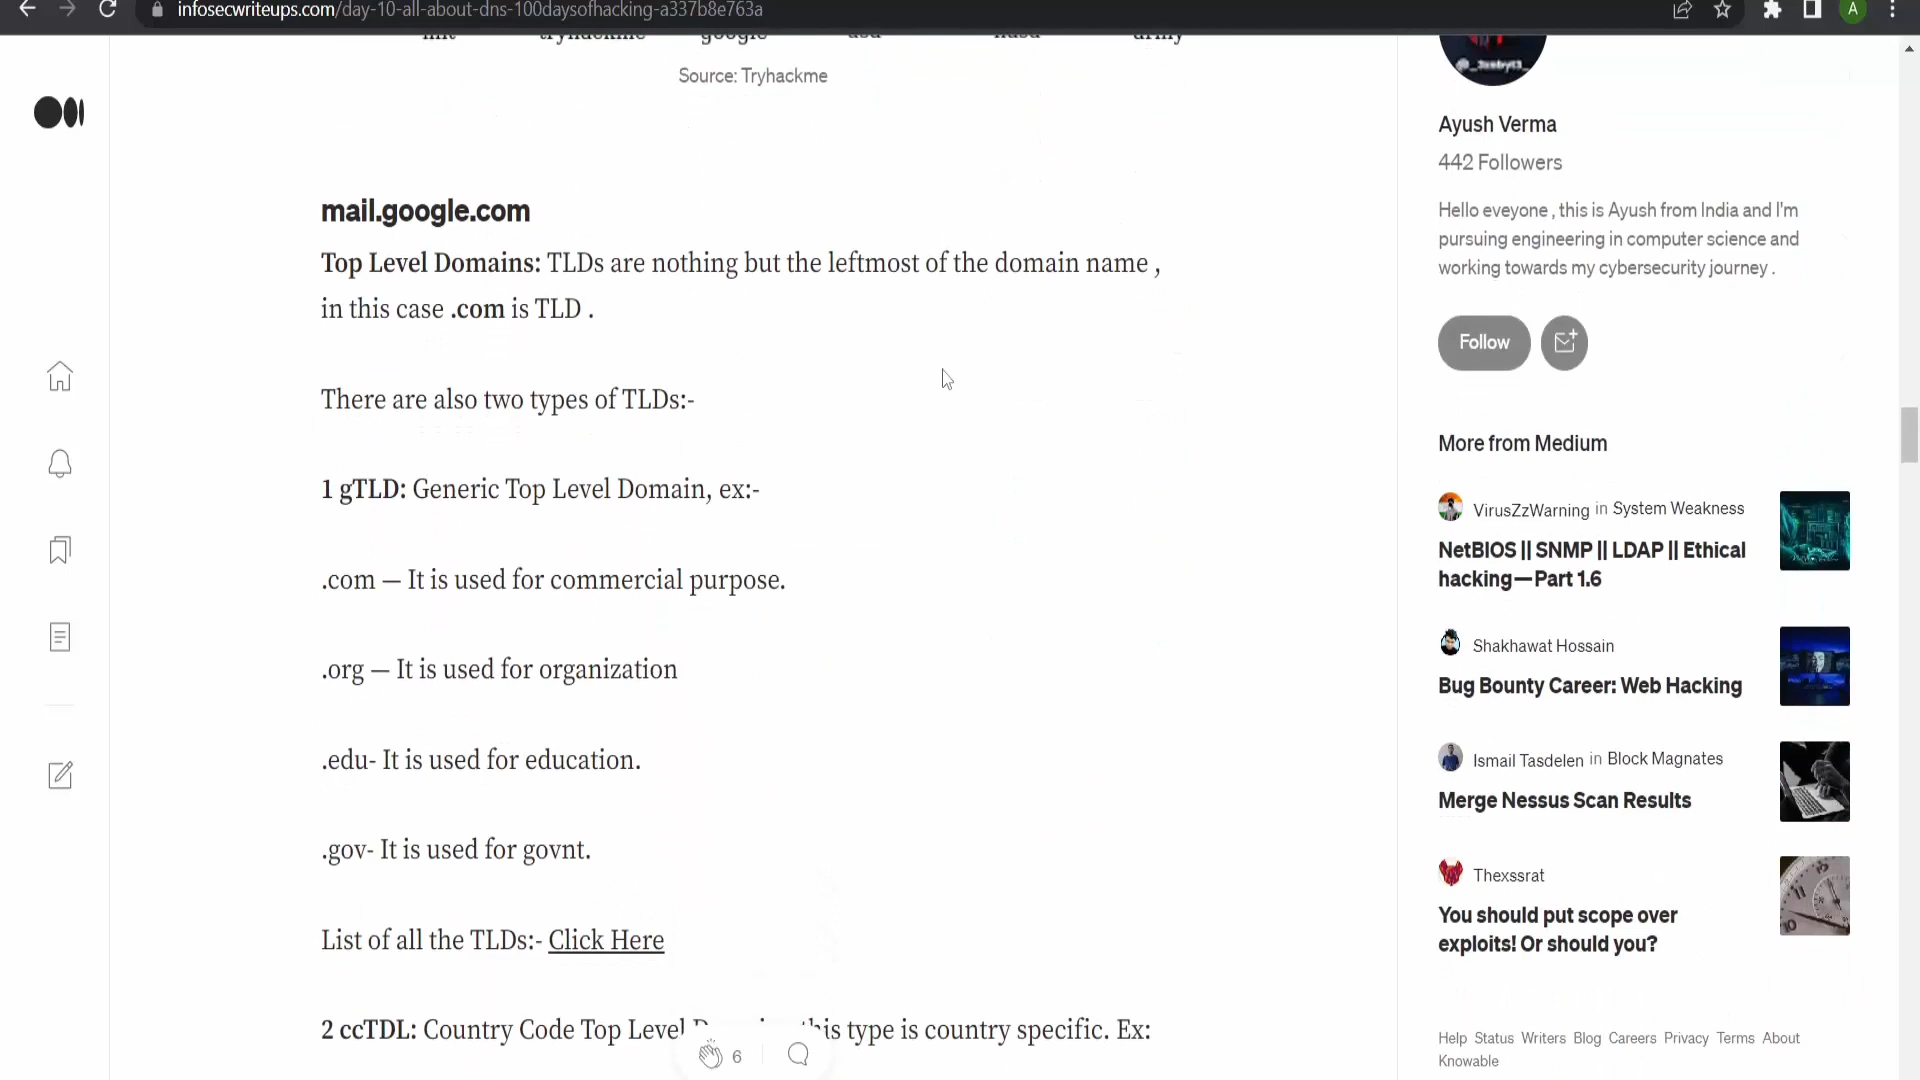 infosecwriteups.com/day-10-all-about-dns-100daysofhacking-a337b8e763a
A
Source: Tryhackme
mail.google.com
Top Level Domains: TLDs are nothing but the leftmost of the domain name ,
in this case .com is TLD .
There are also two types of TLDs:-
1 gTLD: Generic Top Level Domain, ex:-
.com — It is used for commercial purpose.
.org — It is used for organization
.edu- It is used for education.
.gov- It is used for govnt.
List of all the TLDs:- Click Here
2 ccTDL: Country Code Top Level this type is country specific. Ex:
6
Ayush Verma
442 Followers
Hello eveyone , this is Ayush from India and I'm
pursuing engineering in computer science and
working towards my cybersecurity journey .
Follow
More from Medium
VirusZzWarning in System Weakness
NetBIOS || SNMP || LDAP || Ethical
hacking — Part 1.6
Shakhawat Hossain
Bug Bounty Career: Web Hacking
Ismail Tasdelen in Block Magnates
Merge Nessus Scan Results
Thexssrat
You should put scope over
exploits! Or should you?
Help Status Writers Blog Careers Privacy Terms About
Knowable